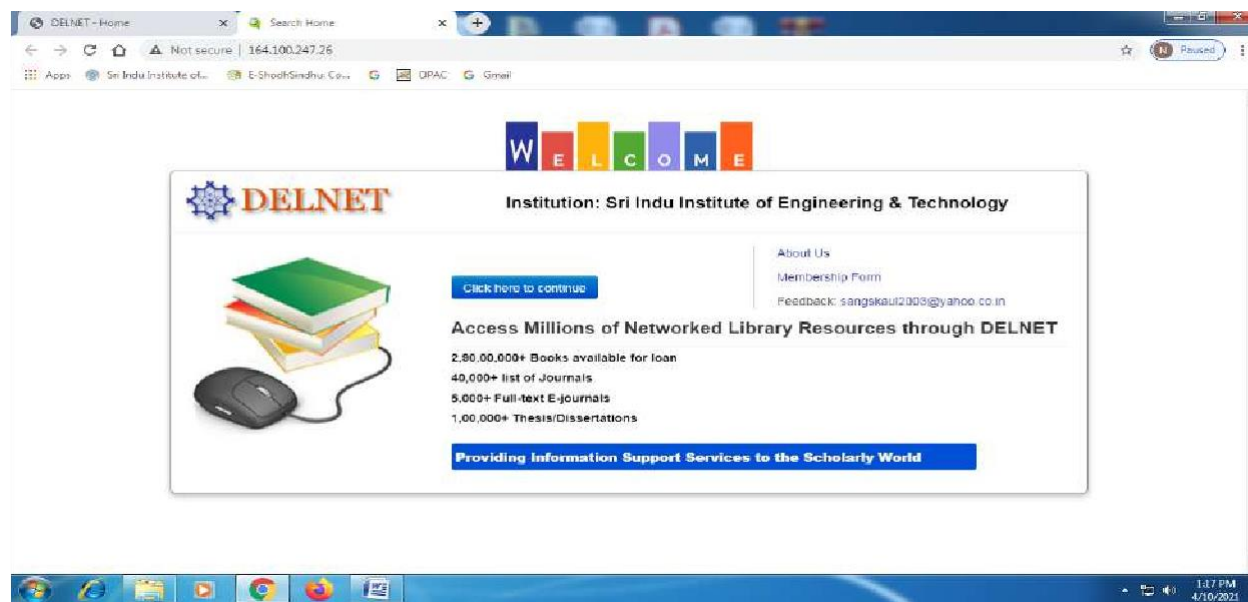 DELNET - Home
Search Home
Not secure | 164.100.247.26
Paused
Apps
Sri Indu Institute of...
E-ShodhSindhu: Co...
G
OPAC
G Gmail
WELCOME
DELNET
Institution: Sri Indu Institute of Engineering & Technology
About Us
Click here to continue
Membership Form
Feedback: sangskaul2003@yahoo.co.in
Access Millions of Networked Library Resources through DELNET
2,80,00,000+ Books available for loan
40,000+ list of Journals
5,000+ Full-text E-journals
1,00,000+ Thesis/Dissertations
Providing Information Support Services to the Scholarly World
1:17 PM
4/10/2021